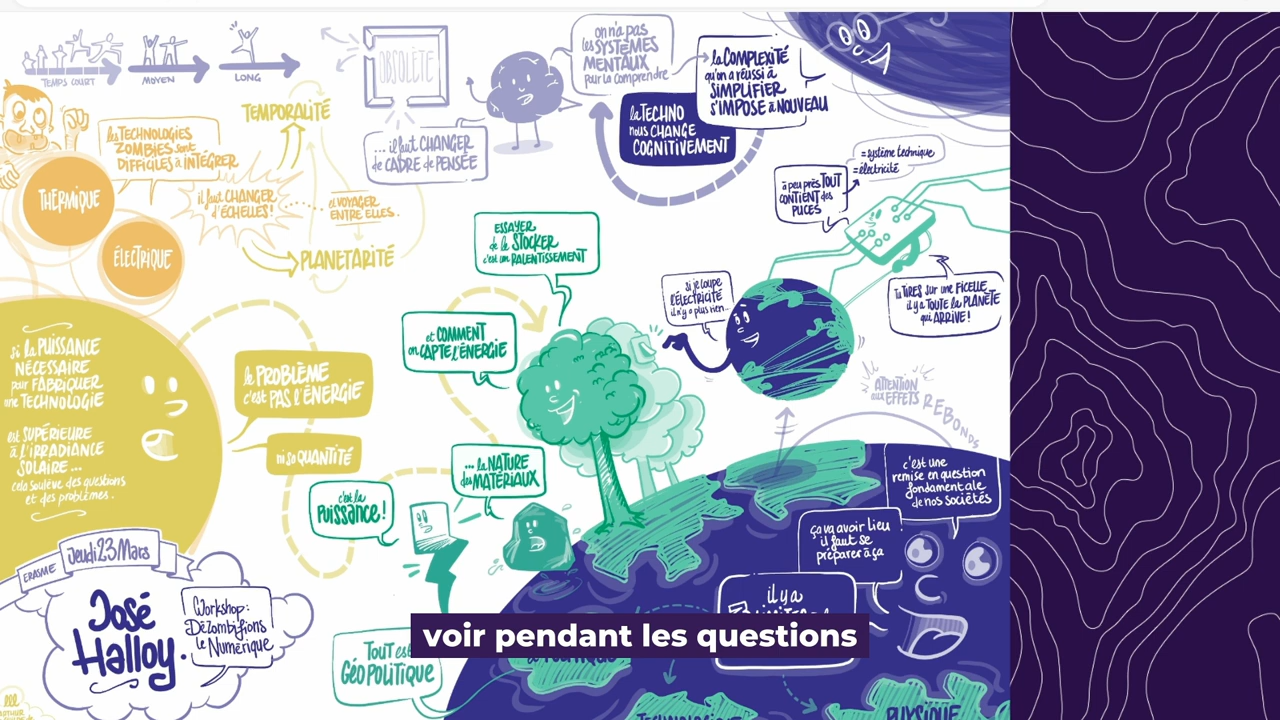 TEMPS COURT
MOYEN
LONG
OBSOLÈTE
on n'a pas
les SYSTÈMES
MENTAUX
pour la comprendre
la COMPLEXITÉ
qu'on a réussi à
SIMPLIFIER
s'IMPOSE à NOUVEAU
la TECHNO
nous CHANGE
COGNITIVEMENT
TEMPORALITÉ
les TECHNOLOGIES
ZOMBIES sont
DIFFICILES à INTÉGRER
... il faut CHANGER
de CADRE de PENSÉE
= système technique
= électricité
à peu près TOUT
CONTIENT des
PUCES
THERMIQUE
il faut CHANGER
d'ÉCHELLES!
et VOYAGER
ENTRE ELLES.
ÉLECTRIQUE
PLANÉTARITÉ
ESSAYER
de le STOCKER
c'est un RALENTISSEMENT
si je loupe
l'ÉLECTRICITÉ
il n'y a plus rien...
Tu TIRES sur une FICELLE
il y a TOUTE la PLANÈTE
qui ARRIVE!
et COMMENT
on CAPTE l'ÉNERGIE
si la PUISSANCE
NÉCESSAIRE
pour FABRIQUER
une TECHNOLOGIE
est SUPÉRIEURE
à l'IRRADIANCE
SOLAIRE...
cela soulève des questions
et des problèmes.
le PROBLÈME
c'est PAS l'ÉNERGIE
ni sa QUANTITÉ
ATTENTION
aux EFFETS REBONDS
... la NATURE
des MATÉRIAUX
c'est la
PUISSANCE!
c'est une
remise en question
fondamentale
de nos sociétés
ça va avoir lieu
il faut se
préparer à ça
il y a
ERASME
Jeudi 23 Mars
José
Halloy.
Workshop:
Dézombifions
le Numérique
TOUT est
GÉOPOLITIQUE
voir pendant les questions
TECHNOLOGIE
PHYSIQUE